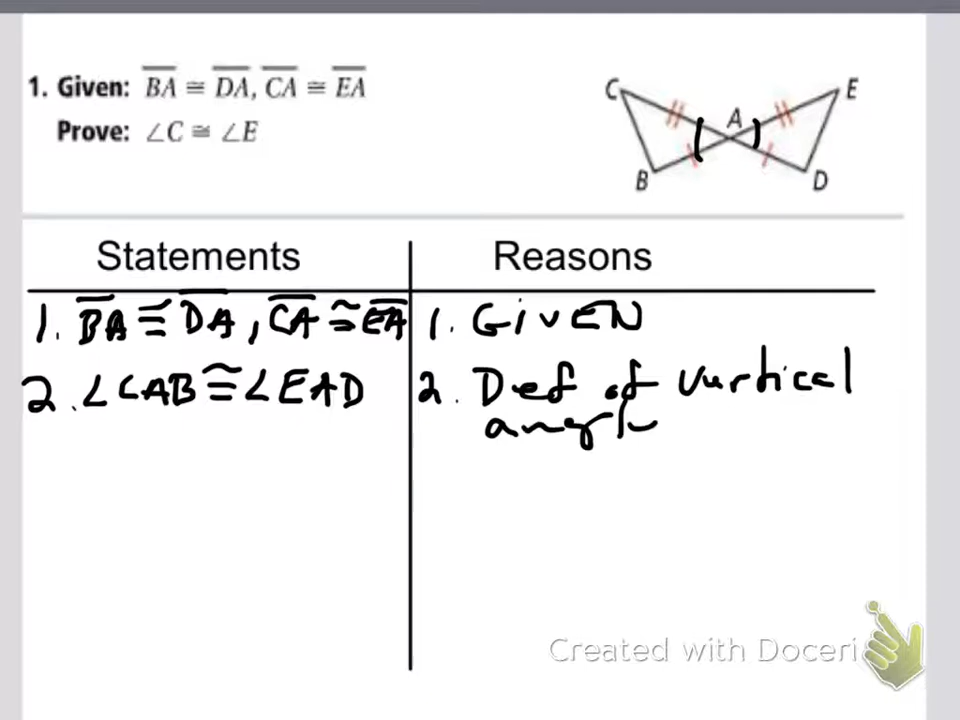 1. Given: BA ≅ DA, CA ≅ EA
Prove: ∠C ≅ ∠E
C
A
E
B
D
Statements
Reasons
1. BA ≅ DA, CA ≅ EA
1. GivEN
2. ∠CAB ≅ ∠EAD
2. Def of vertical
angle
Created with Doceri